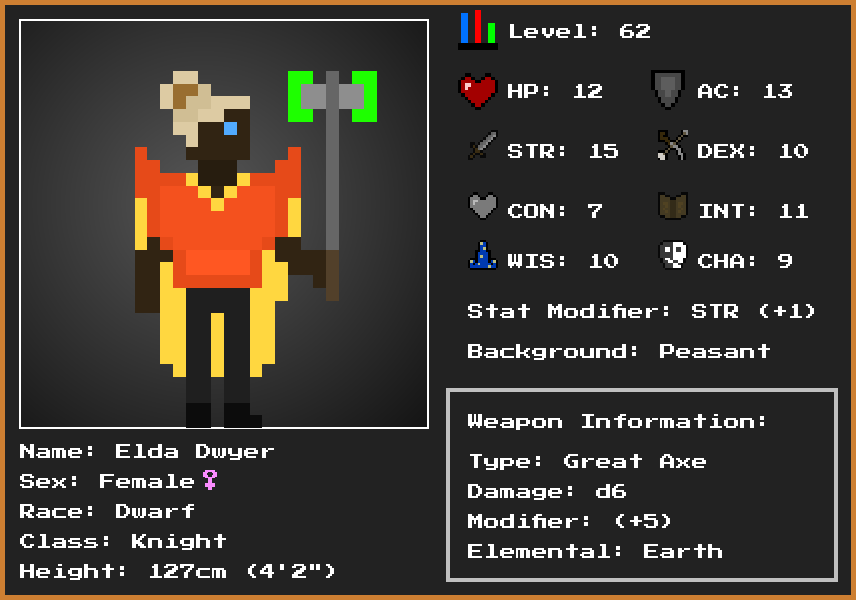 Level: 62
HP: 12 AC: 13
STR: 15 DEX: 10
CON: 7 INT: 11
WIS: 10 CHA: 9
Stat Modifier: STR (+1)
Background: Peasant
Weapon Information:
Type: Great Axe
Damage: d6
Modifier: (+5)
Elemental: Earth
Name: Elda Dwyer
Sex: Female♀
Race: Dwarf
Class: Knight
Height: 127cm (4'2")